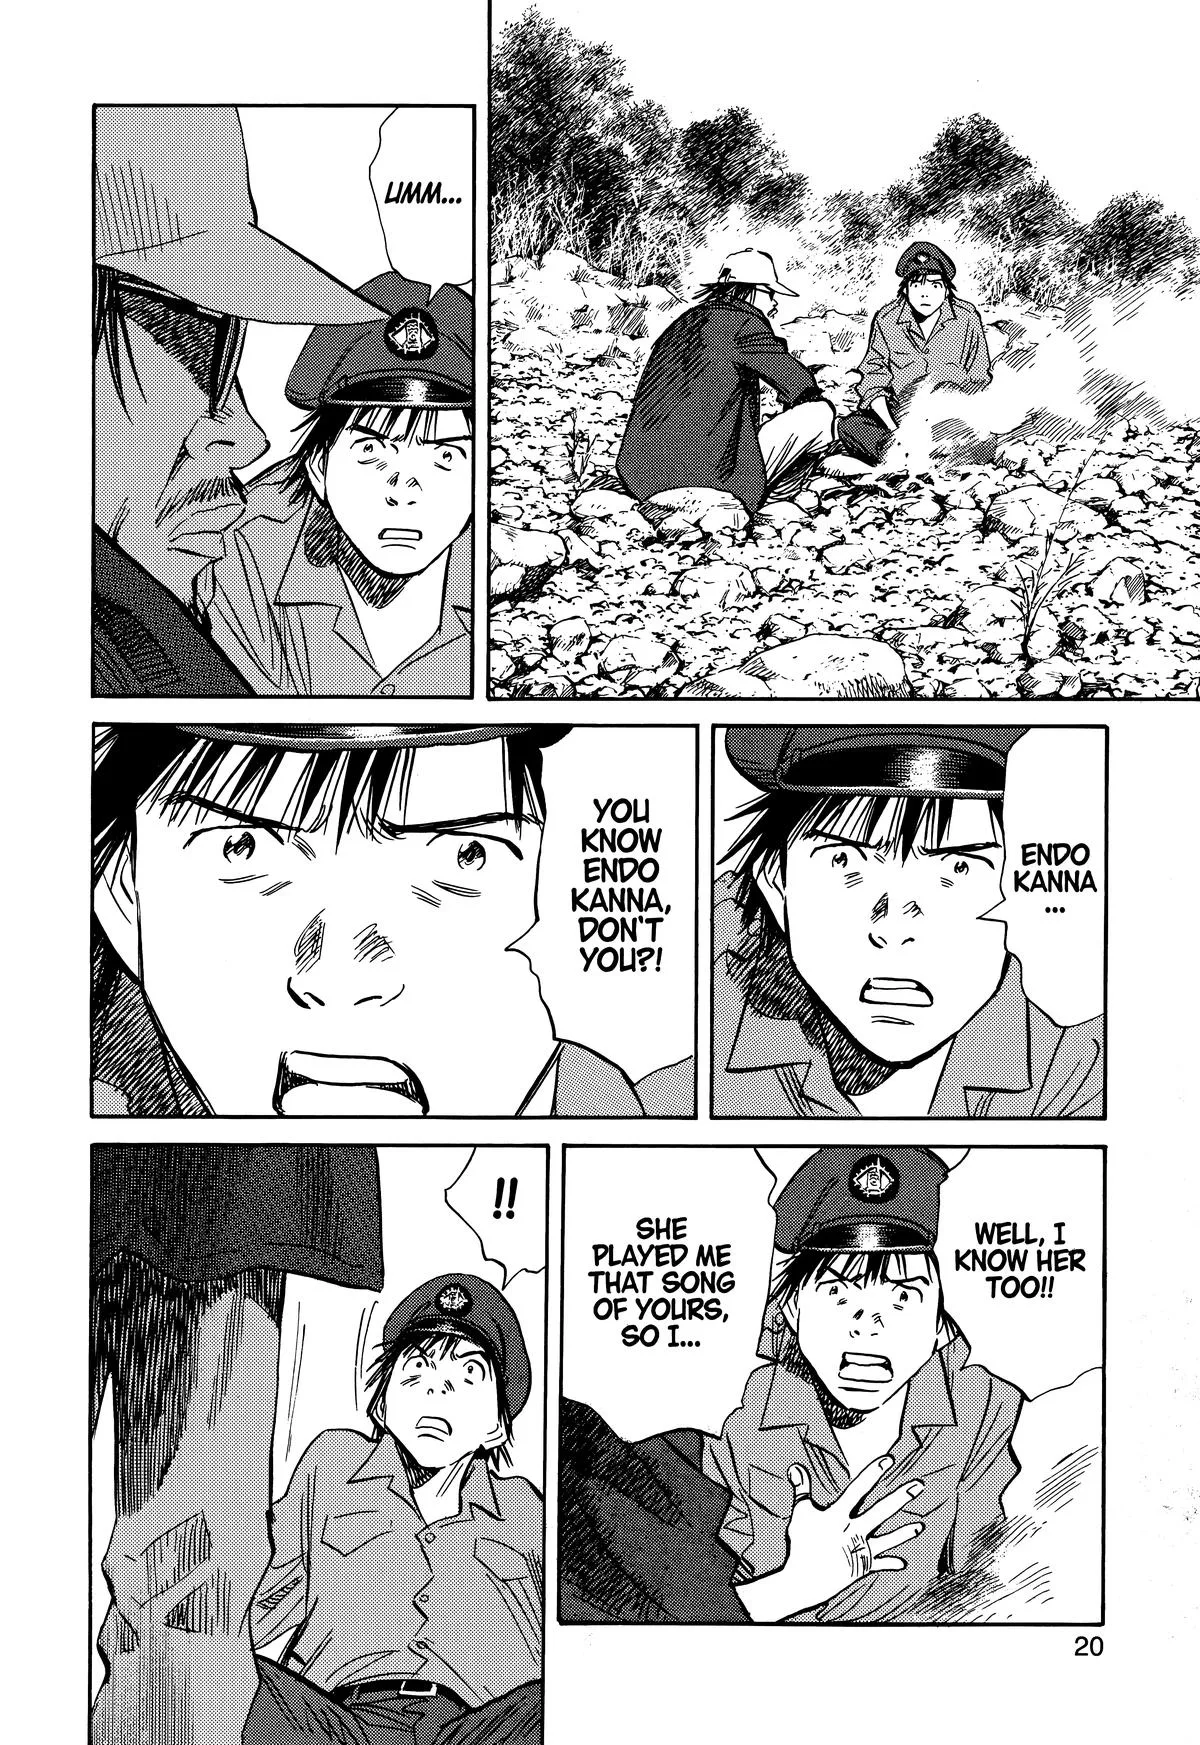 UMM...
ENDO
KANNA
...
YOU
KNOW
ENDO
KANNA,
DON'T
YOU?!
WELL, I
KNOW HER
TOO!!
SHE
PLAYED ME
THAT SONG
OF YOURS,
SO I...
!!
20